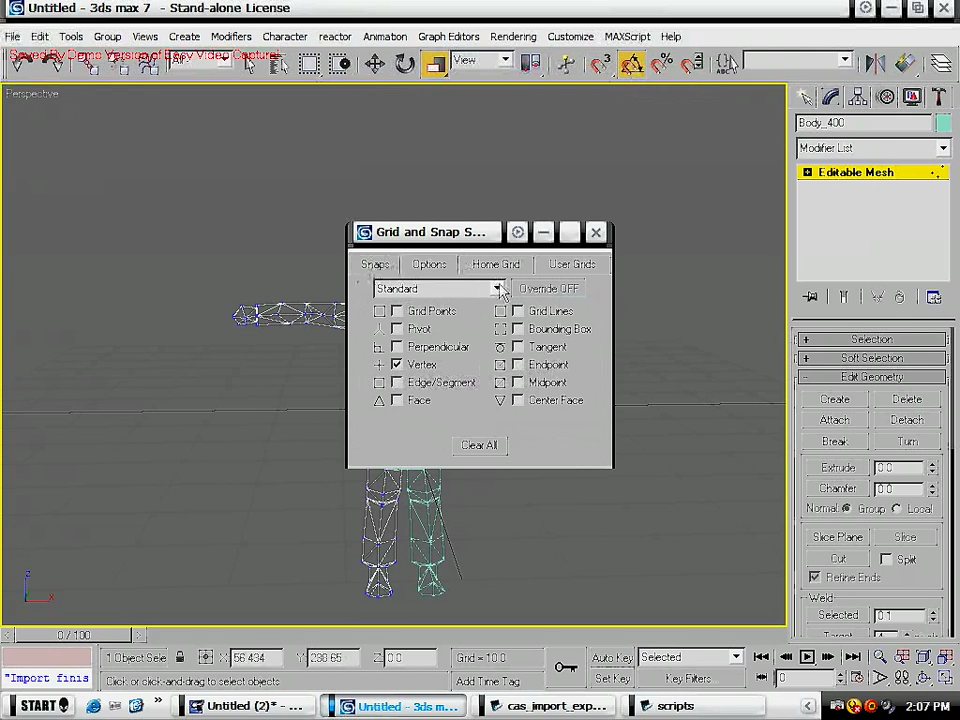 Untitled - 3ds max 7 - Stand-alone License
File Edit Tools Group Views Create Modifiers Character reactor Animation Graph Editors Rendering Customize MAXScript Help
Saved By Demo Version of Easy Video Capture!
View
Perspective
Body_400
Modifier List
Editable Mesh
Grid and Snap S...
Snaps Options Home Grid User Grids
Standard Override OFF
Grid Points Grid Lines
Pivot Bounding Box
Perpendicular Tangent
Vertex Endpoint
Edge/Segment Midpoint
Face Center Face
Clear All
Selection
Soft Selection
Edit Geometry
Create Delete
Attach Detach
Break Turn
Extrude 0.0
Chamfer 0.0
Normal: Group Local
Slice Plane Slice
Cut Split
Refine Ends
Weld:
Selected 0.1
Target 4
z
x
0 / 100
1 Object Sele X 56.434 Y 288.65 Z 0.0 Grid = 10.0 Auto Key Selected
"Import finis Click or click-and-drag to select objects Add Time Tag Set Key Key Filters... 0
START Untitled (2)* - ... Untitled - 3ds m... cas_import_exp... scripts 2:07 PM